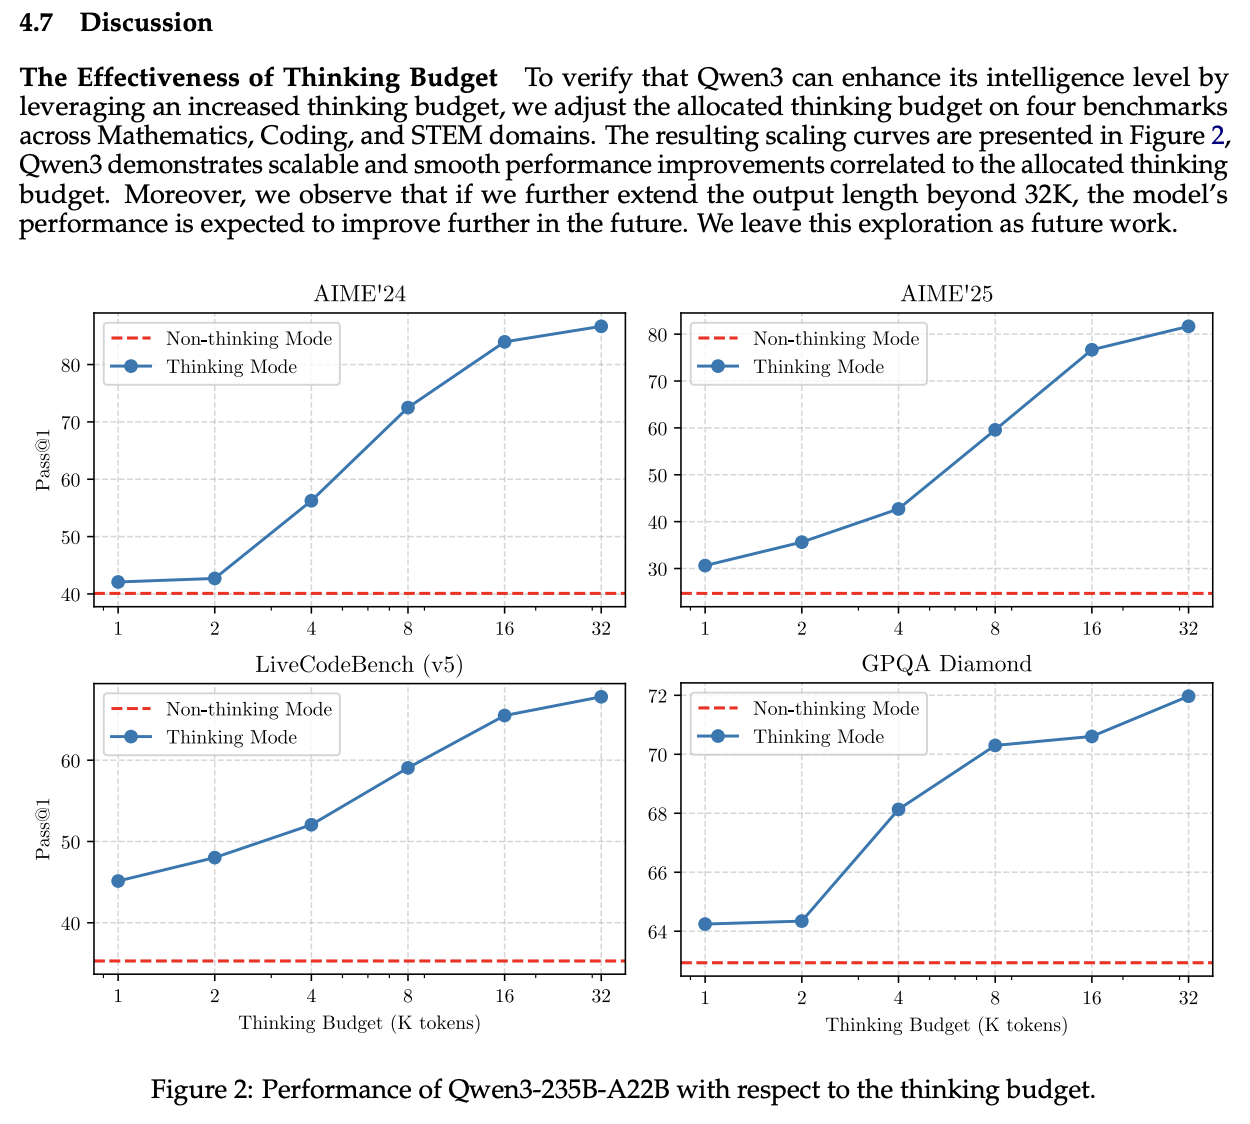 4.7 Discussion
The Effectiveness of Thinking Budget To verify that Qwen3 can enhance its intelligence level by
leveraging an increased thinking budget, we adjust the allocated thinking budget on four benchmarks
across Mathematics, Coding, and STEM domains. The resulting scaling curves are presented in Figure 2,
Qwen3 demonstrates scalable and smooth performance improvements correlated to the allocated thinking
budget. Moreover, we observe that if we further extend the output length beyond 32K, the model's
performance is expected to improve further in the future. We leave this exploration as future work.
AIME'24
Non-thinking Mode
Thinking Mode
Pass@1
80
70
60
50
40
1 2 4 8 16 32
AIME'25
Non-thinking Mode
Thinking Mode
80
70
60
50
40
30
1 2 4 8 16 32
LiveCodeBench (v5)
Non-thinking Mode
Thinking Mode
Pass@1
60
50
40
1 2 4 8 16 32
Thinking Budget (K tokens)
GPQA Diamond
Non-thinking Mode
Thinking Mode
72
70
68
66
64
1 2 4 8 16 32
Thinking Budget (K tokens)
Figure 2: Performance of Qwen3-235B-A22B with respect to the thinking budget.